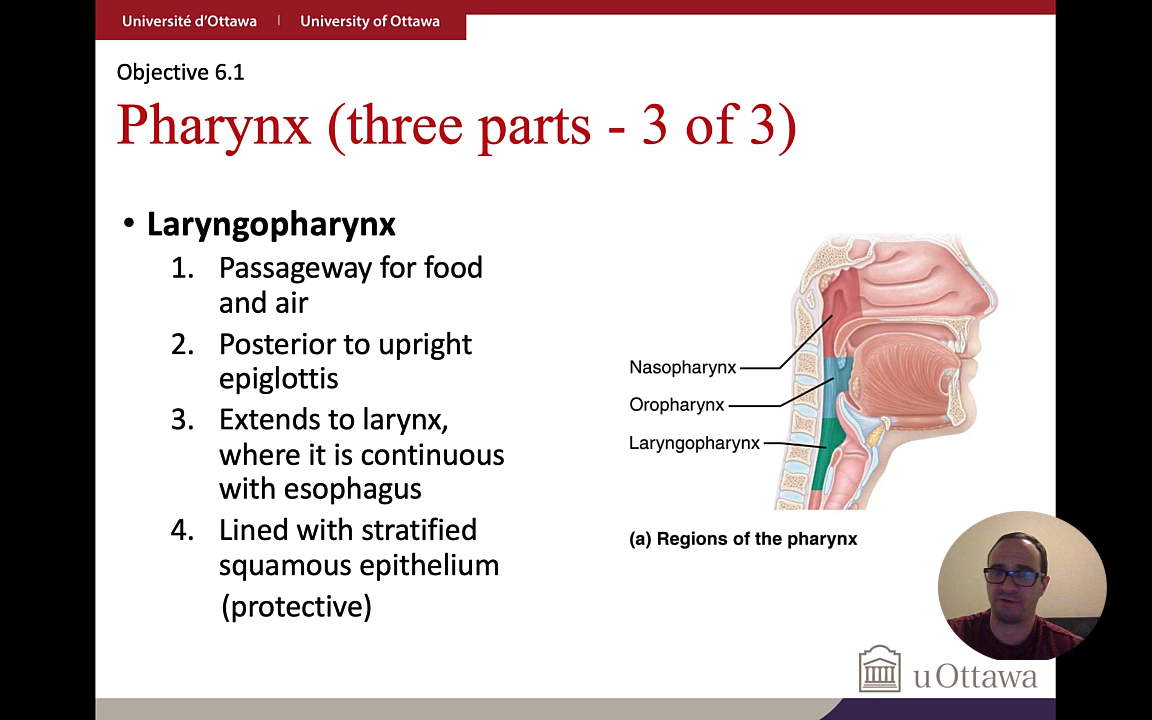 Université d'Ottawa | University of Ottawa
Objective 6.1
Pharynx (three parts - 3 of 3)
• Laryngopharynx
1. Passageway for food
and air
2. Posterior to upright
epiglottis
3. Extends to larynx,
where it is continuous
with esophagus
4. Lined with stratified
squamous epithelium
(protective)
Nasopharynx
Oropharynx
Laryngopharynx
(a) Regions of the pharynx
uOttawa